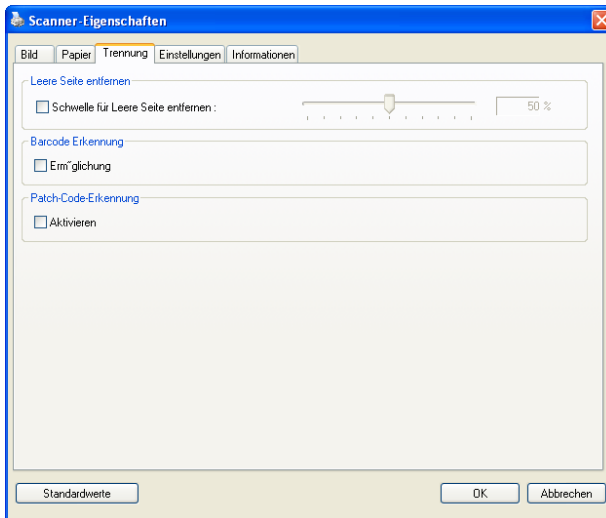 Scanner-Eigenschaften
Bild Papier Trennung Einstellungen Informationen
Leere Seite entfernen
Schwelle für Leere Seite entfernen : 50 %
Barcode Erkennung
Erm˝glichung
Patch-Code-Erkennung
Aktivieren
Standardwerte OK Abbrechen